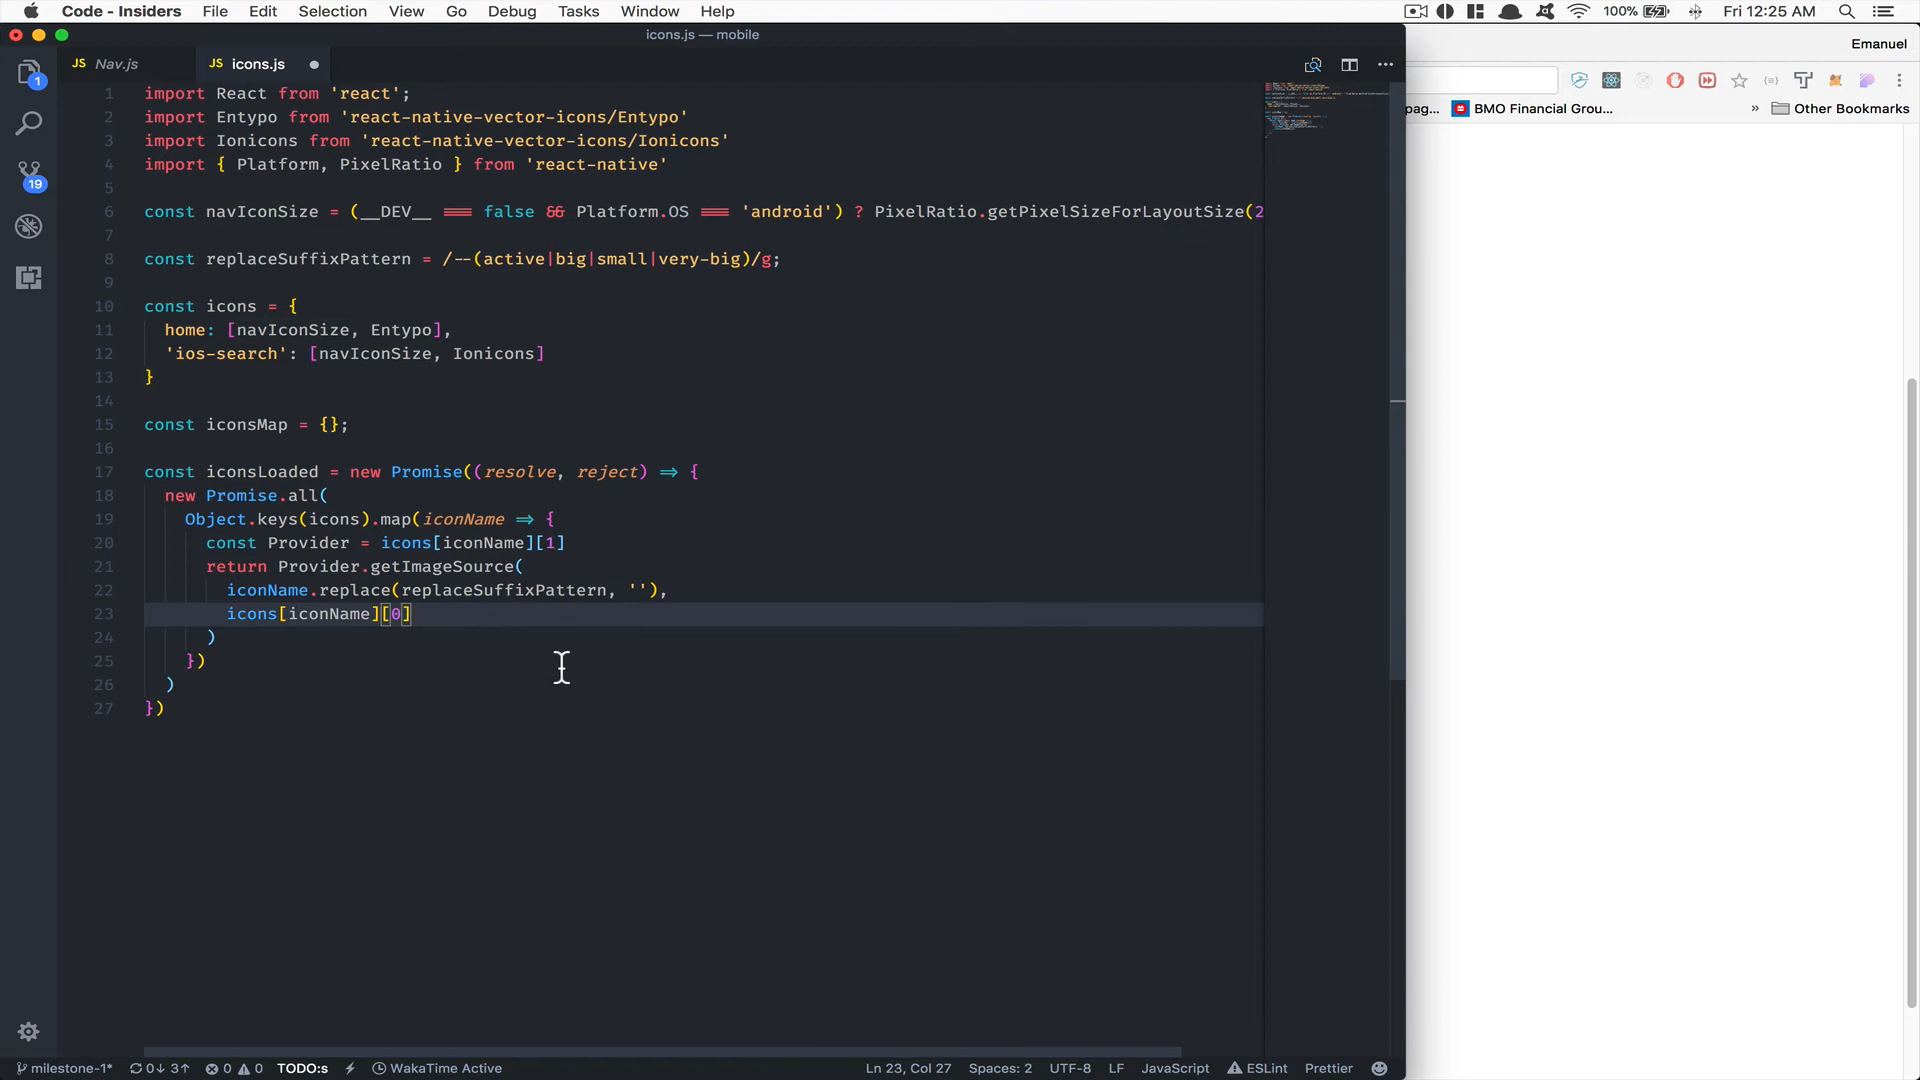 Code - Insiders File Edit Selection View Go Debug Tasks Window Help 100% Fri 12:25 AM
icons.js — mobile
Emanuel
JS Nav.js JS icons.js
1 import React from 'react';
2 import Entypo from 'react-native-vector-icons/Entypo'
3 import Ionicons from 'react-native-vector-icons/Ionicons'
4 import { Platform, PixelRatio } from 'react-native'
5
6 const navIconSize = (__DEV__ === false && Platform.OS === 'android') ? PixelRatio.getPixelSizeForLayoutSize(2
7
8 const replaceSuffixPattern = /--(active|big|small|very-big)/g;
9
10 const icons = {
11 home: [navIconSize, Entypo],
12 'ios-search': [navIconSize, Ionicons]
13 }
14
15 const iconsMap = {};
16
17 const iconsLoaded = new Promise((resolve, reject) => {
18 new Promise.all(
19 Object.keys(icons).map(iconName => {
20 const Provider = icons[iconName][1]
21 return Provider.getImageSource(
22 iconName.replace(replaceSuffixPattern, ''),
23 icons[iconName][0]
24 )
25 })
26 )
27 })
1
19
pag... BMO Financial Grou... » Other Bookmarks
milestone-1* 0↓ 3↑ 0 0 TODO:s WakaTime Active Ln 23, Col 27 Spaces: 2 UTF-8 LF JavaScript ESLint Prettier